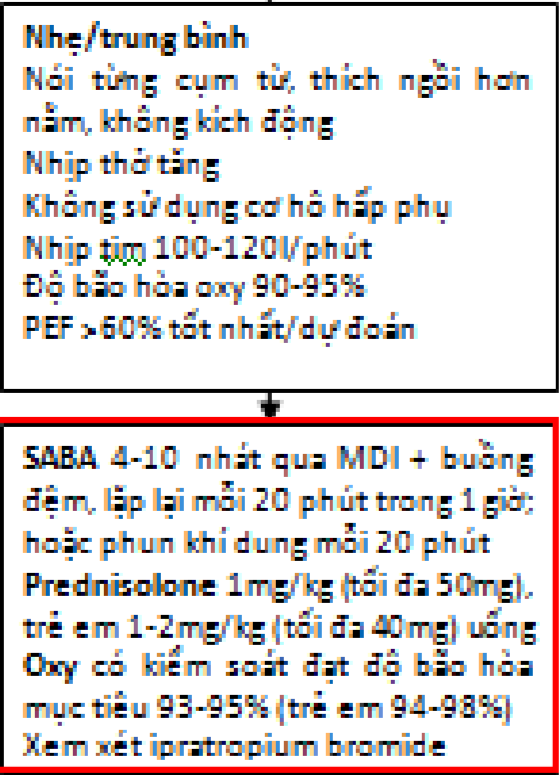 Nhẹ/trung bình
Nói từng cụm từ, thích ngồi hơn
nằm, không kích động
Nhịp thở tăng
Không sử dụng cơ hô hấp phụ
Nhịp tim 100-120l/phút
Độ bão hòa oxy 90-95%
PEF >60% tốt nhất/dự đoán
SABA 4-10 nhát qua MDI + buồng
đệm, lặp lại mỗi 20 phút trong 1 giờ;
hoặc phun khí dung mỗi 20 phút
Prednisolone 1mg/kg (tối đa 50mg),
trẻ em 1-2mg/kg (tối đa 40mg) uống
Oxy có kiểm soát đạt độ bão hòa
mục tiêu 93-95% (trẻ em 94-98%)
Xem xét ipratropium bromide